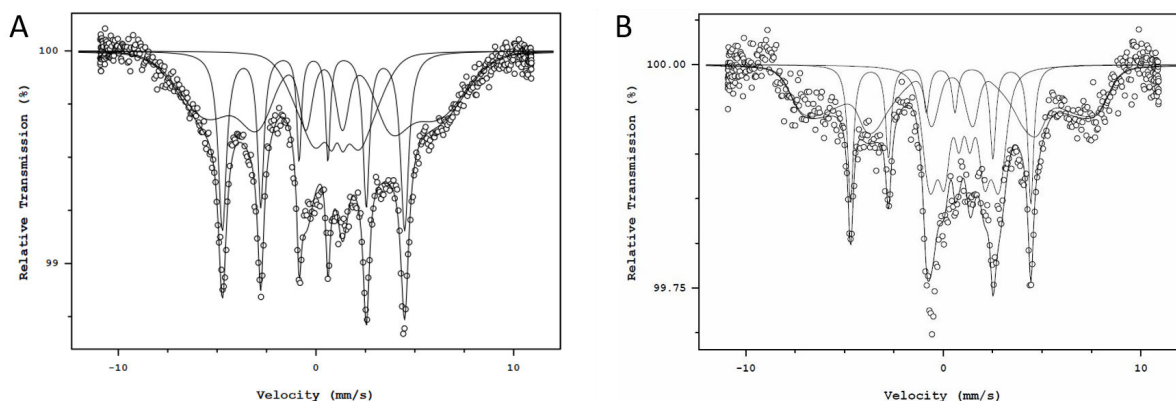 A
B
100
99
Relative Transmission (%)
-10
0
10
Velocity (mm/s)
100.00
99.75
Relative Transmission (%)
-10
0
10
Velocity (mm/s)